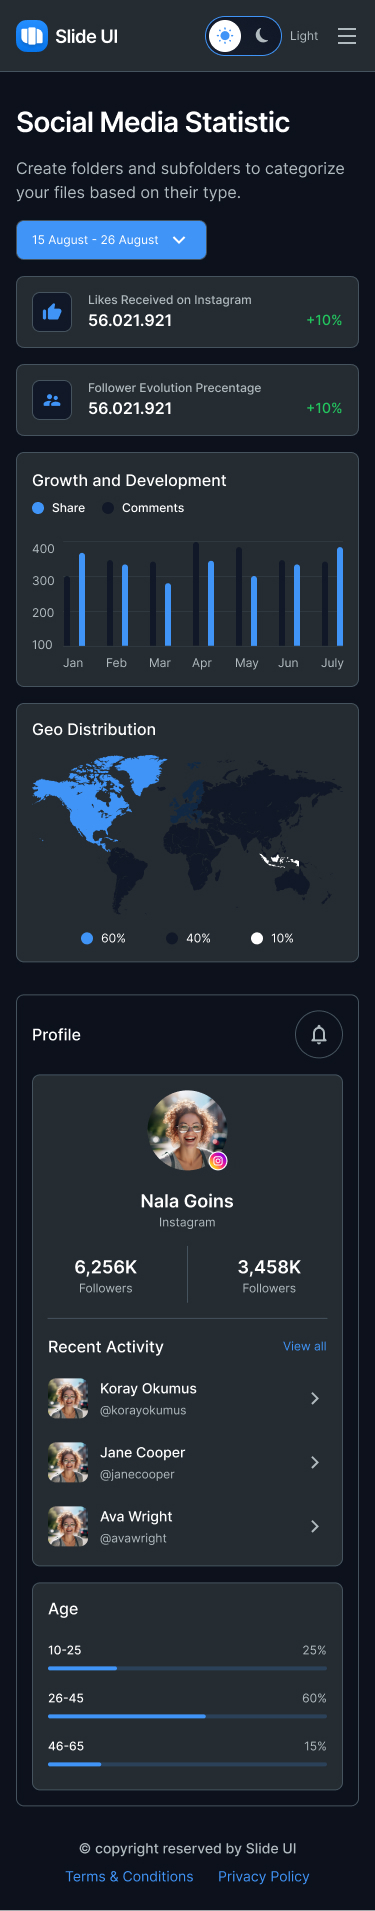 Slide UI
Light
Social Media Statistic
Create folders and subfolders to categorize
your files based on their type.
15 August - 26 August
Likes Received on Instagram
56.021.921
+10%
Follower Evolution Precentage
56.021.921
+10%
Growth and Development
Share
Comments
400
300
200
100
Jan
Feb
Mar
Apr
May
Jun
July
Geo Distribution
60%
40%
10%
Profile
Nala Goins
Instagram
6,256K
Followers
3,458K
Followers
Recent Activity
View all
Koray Okumus
@korayokumus
Jane Cooper
@janecooper
Ava Wright
@avawright
Age
10-25
25%
26-45
60%
46-65
15%
© copyright reserved by Slide UI
Terms & Conditions
Privacy Policy